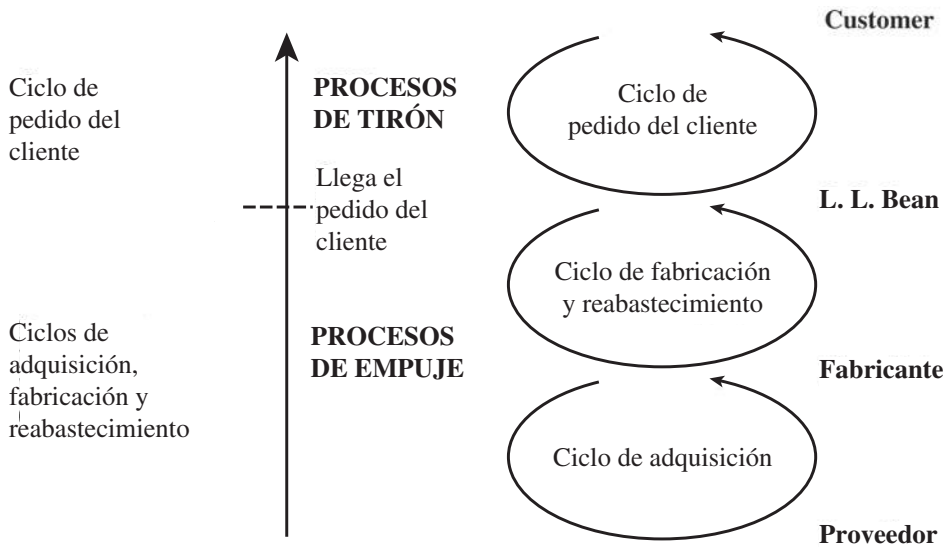 Customer
Ciclo de
pedido del
cliente
PROCESOS
DE TIRÓN
Ciclo de
pedido del cliente
Llega el
pedido del
cliente
L. L. Bean
Ciclo de fabricación
y reabastecimiento
Ciclos de
adquisición,
fabricación y
reabastecimiento
PROCESOS
DE EMPUJE
Fabricante
Ciclo de adquisición
Proveedor